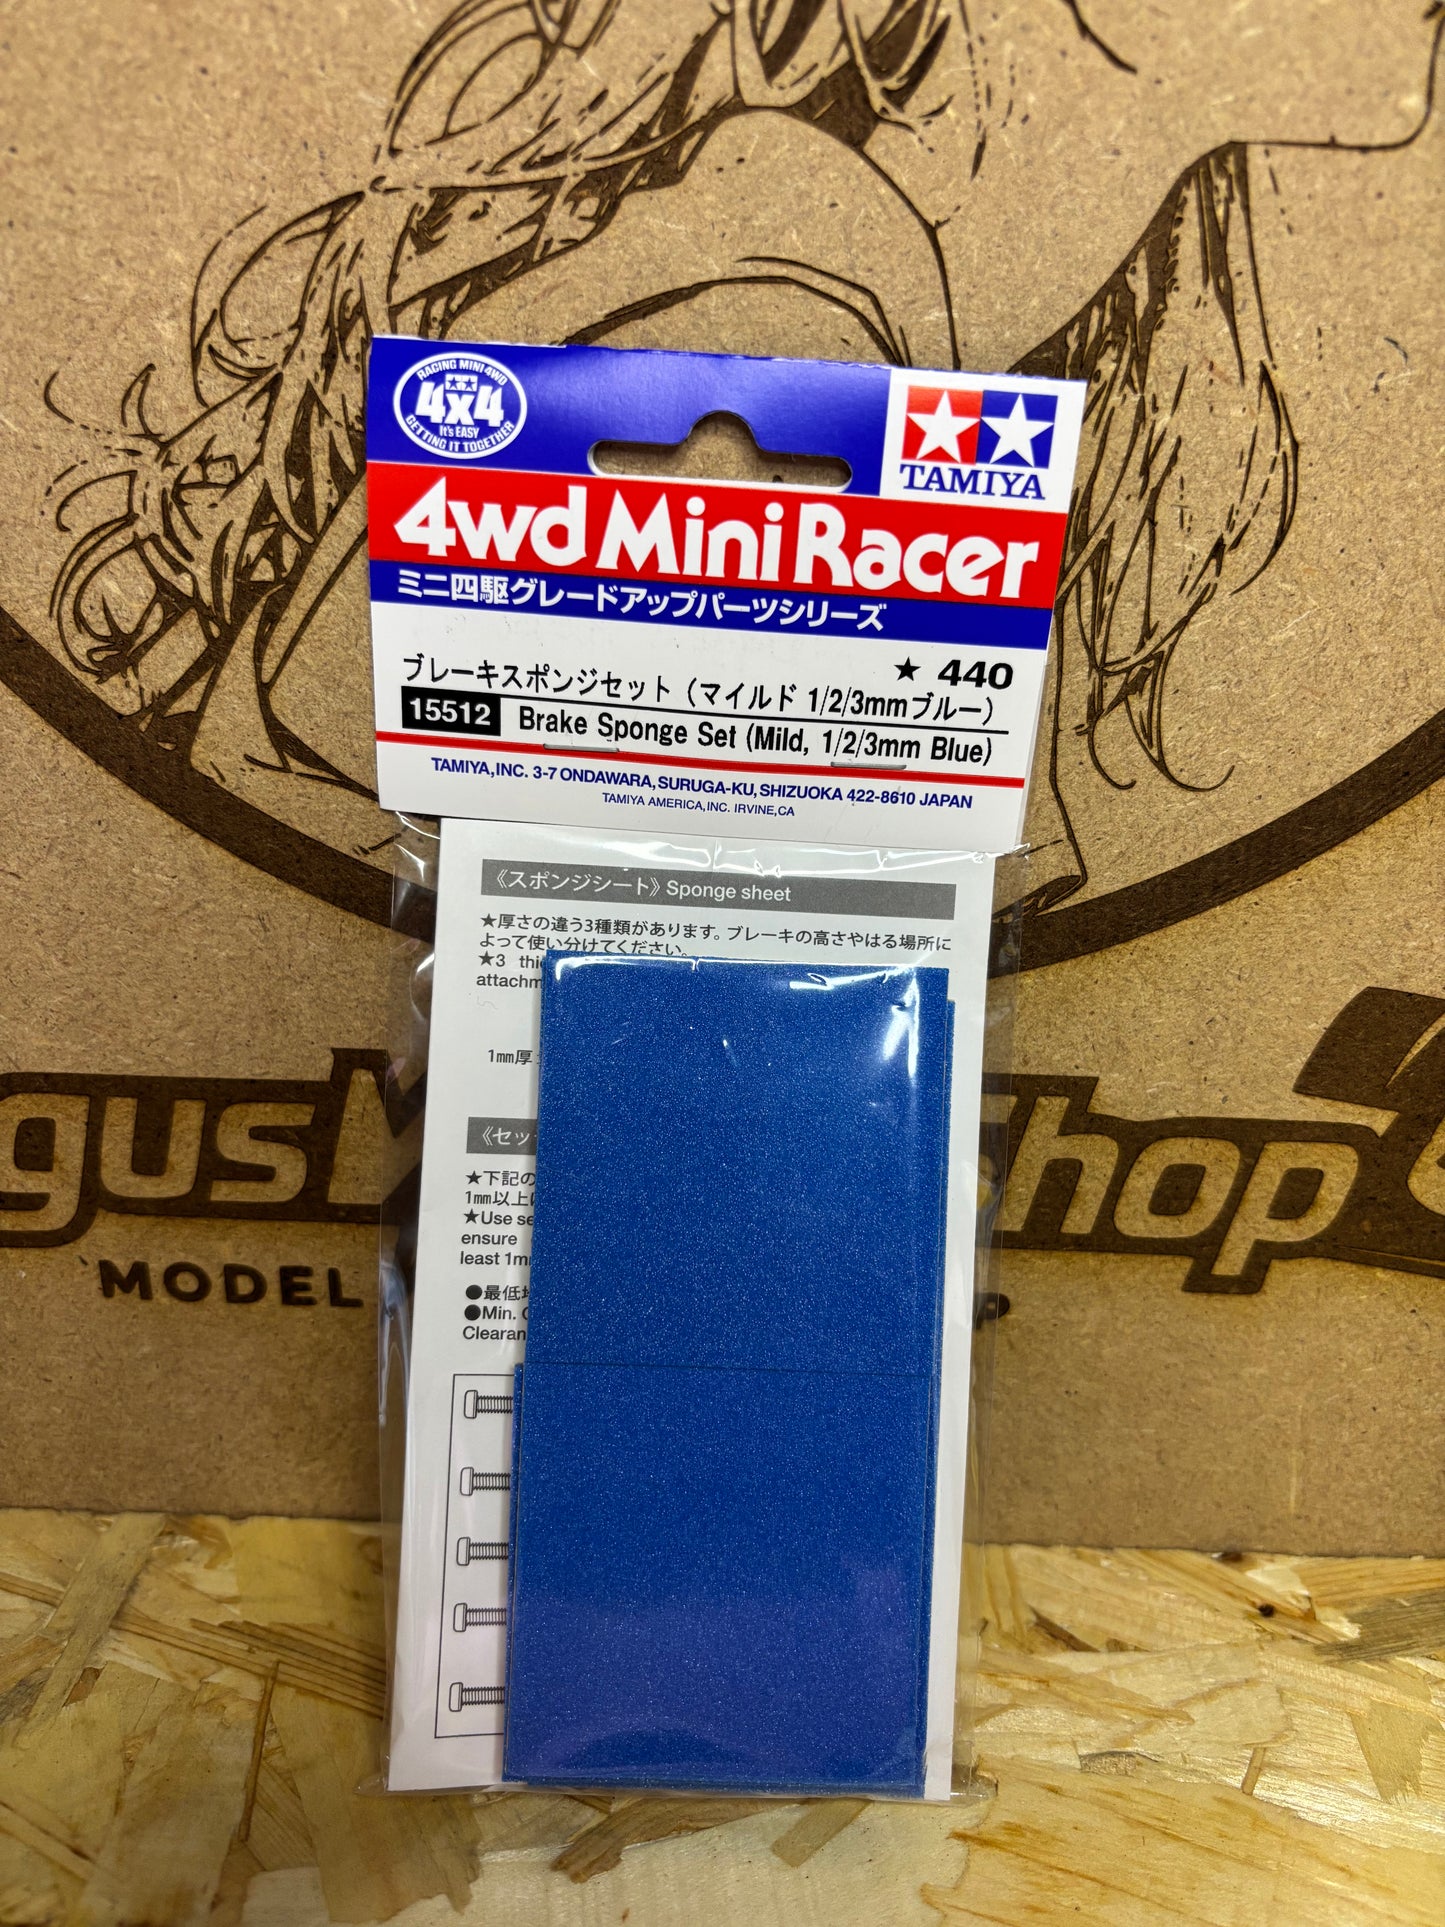 RACING MINI 4WD
4x4
It's EASY
GETTING IT TOGETHER
TAMIYA
4wd Mini Racer
ミニ四駆グレードアップパーツシリーズ
★ 440
ブレーキスポンジセット（マイルド 1/2/3mmブルー）
15512 Brake Sponge Set (Mild, 1/2/3mm Blue)
TAMIYA,INC. 3-7 ONDAWARA, SURUGA-KU, SHIZUOKA 422-8610 JAPAN
TAMIYA AMERICA,INC. IRVINE,CA
《スポンジシート》Sponge sheet
★厚さの違う3種類があります。ブレーキの高さやはる場所に
よって使い分けてください。
★3
1mm厚
★下記の
1mm以上
★Use
ensure
least
●Min.
gus
hop
MODEL